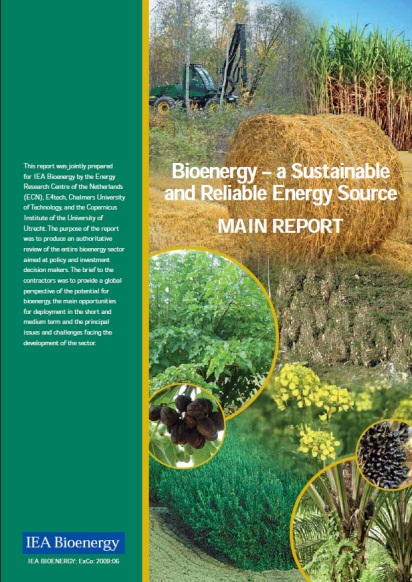 This report was jointly prepared
for IEA Bioenergy by the Energy
Research Centre of the Netherlands
(ECN), E4tech, Chalmers University
of Technology, and the Copernicus
Institute of the University of
Utrecht. The purpose of the report
was to produce an authoritative
review of the entire bioenergy sector
aimed at policy and investment
decision makers. The brief to the
contractors was to provide a global
perspective of the potential for
bioenergy, the main opportunities
for deployment in the short and
medium term and the principal
issues and challenges facing the
development of the sector.
Bioenergy – a Sustainable
and Reliable Energy Source
MAIN REPORT
IEA Bioenergy
IEA BIOENERGY: ExCo: 2009:06